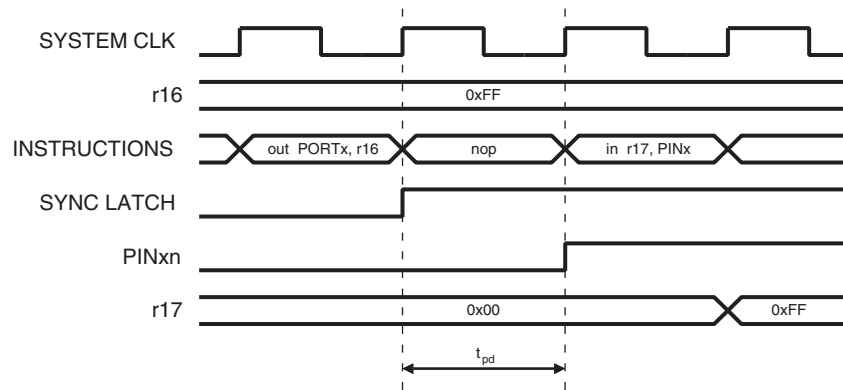 SYSTEM CLK
r16
0xFF
INSTRUCTIONS
out PORTx, r16
nop
in r17, PINx
SYNC LATCH
PINxn
r17
0x00
0xFF
tpd